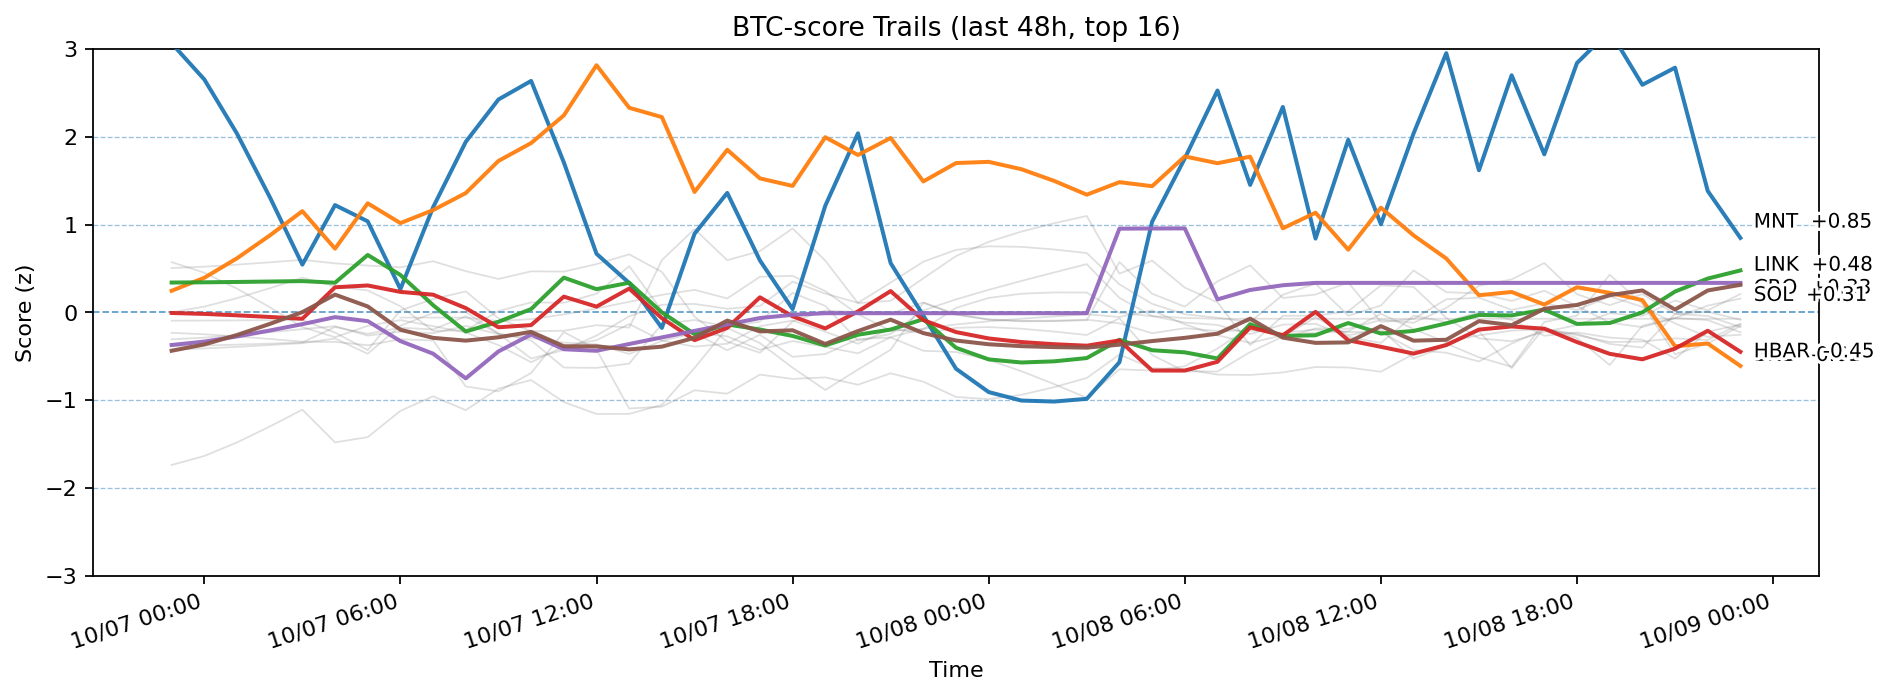 BTC-score Trails (last 48h, top 16)
Score (z)
3
2
1
0
−1
−2
−3
MNT +0.85
LINK +0.48
SOL +0.31
HBAR -0.45
10/07 00:00
10/07 06:00
10/07 12:00
10/07 18:00
10/08 00:00
10/08 06:00
10/08 12:00
10/08 18:00
10/09 00:00
Time